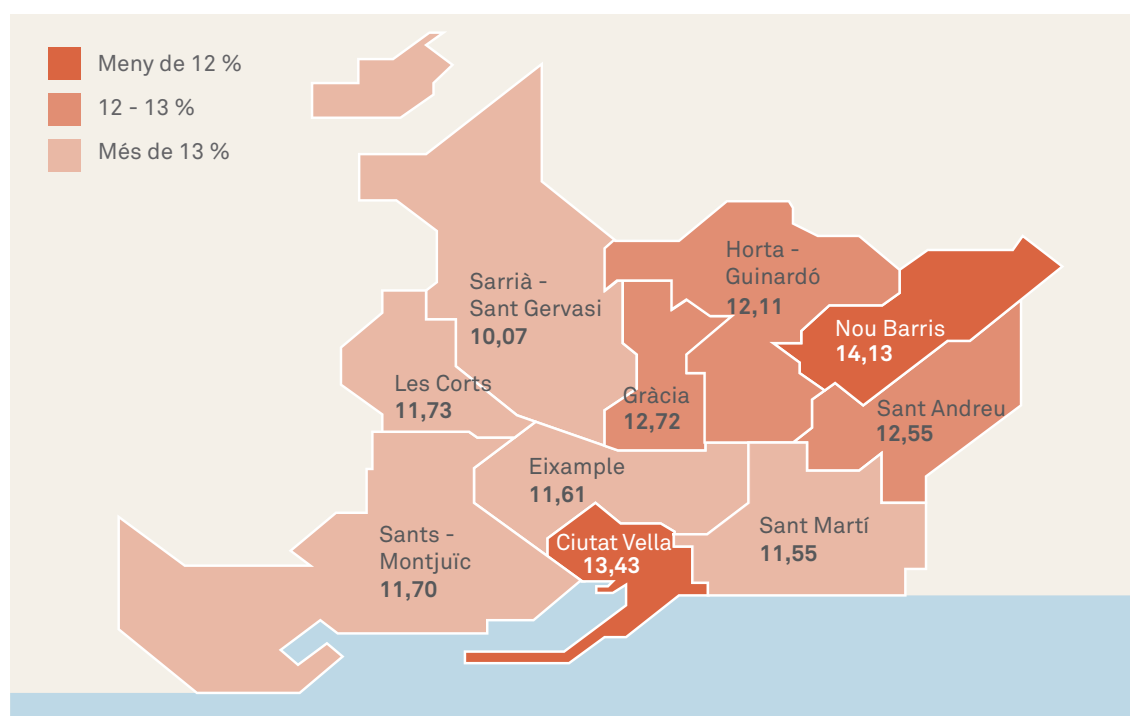 Meny de 12 %
12 - 13 %
Més de 13 %
Horta -
Guinardó
12,11
Sarrià -
Sant Gervasi
10,07
Nou Barris
14,13
Les Corts
11,73
Gràcia
12,72
Sant Andreu
12,55
Eixample
11,61
Sant Martí
11,55
Sants -
Montjuïc
11,70
Ciutat Vella
13,43